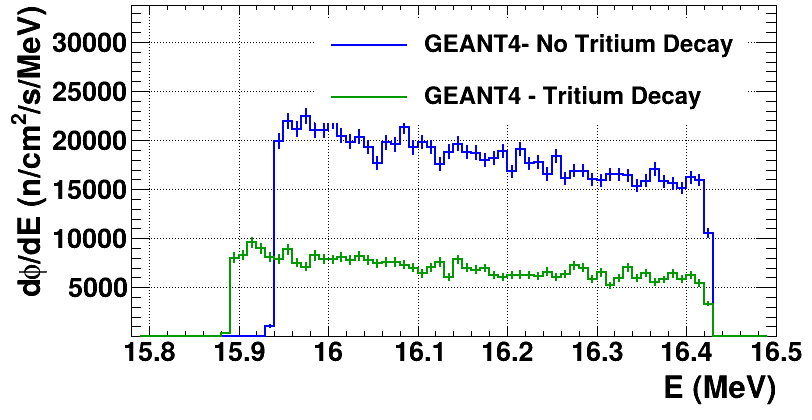 dϕ/dE (n/cm²/s/MeV)
30000
25000
20000
15000
10000
5000
GEANT4- No Tritium Decay
GEANT4 - Tritium Decay
15.8 15.9 16 16.1 16.2 16.3 16.4 16.5
E (MeV)